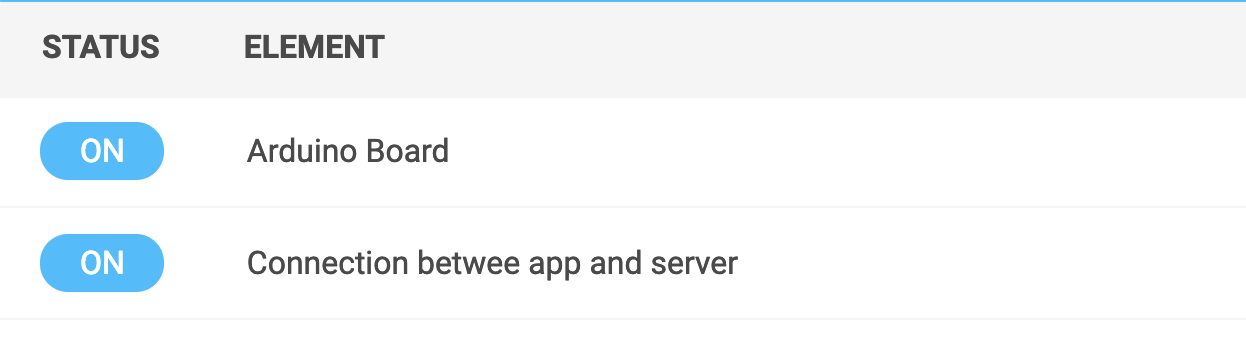 STATUS ELEMENT
ON Arduino Board
ON Connection betwee app and server